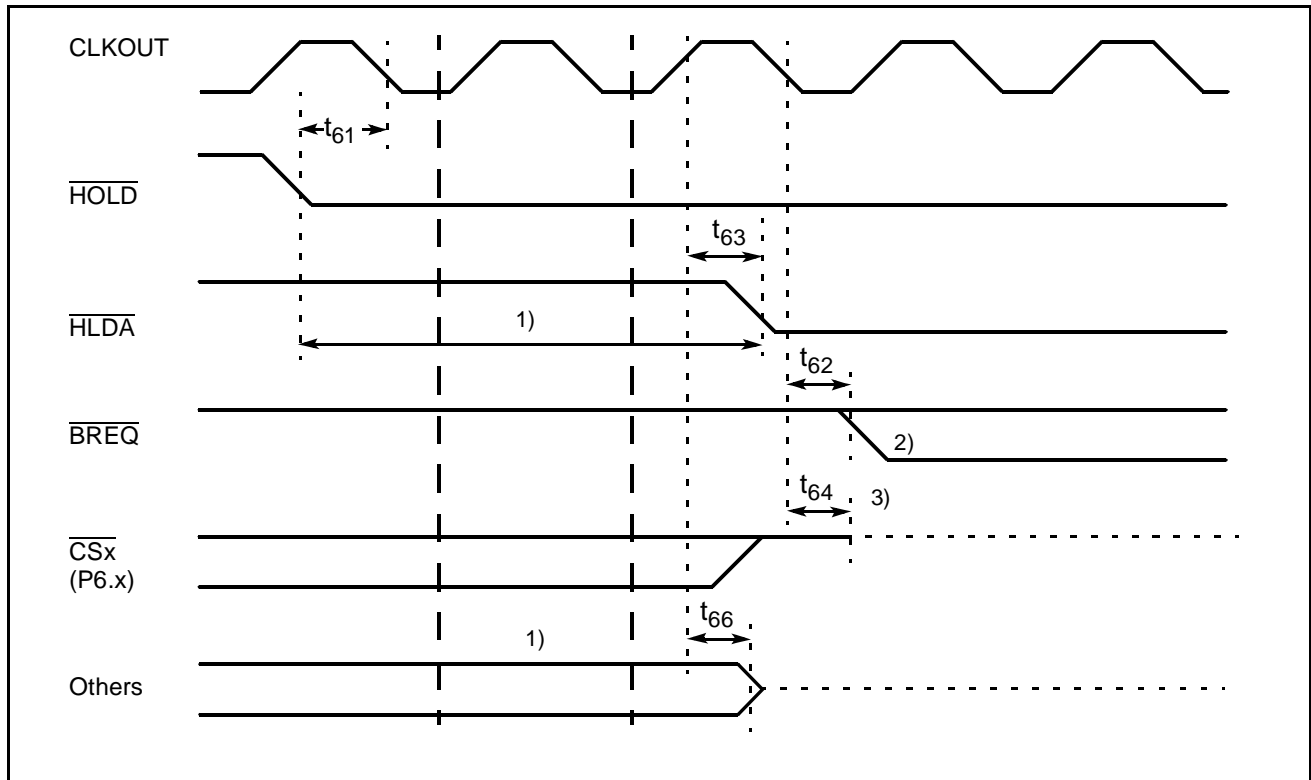 CLKOUT
t61
HOLD
t63
HLDA
1)
t62
BREQ
2)
t64
3)
CSx
(P6.x)
t66
1)
Others